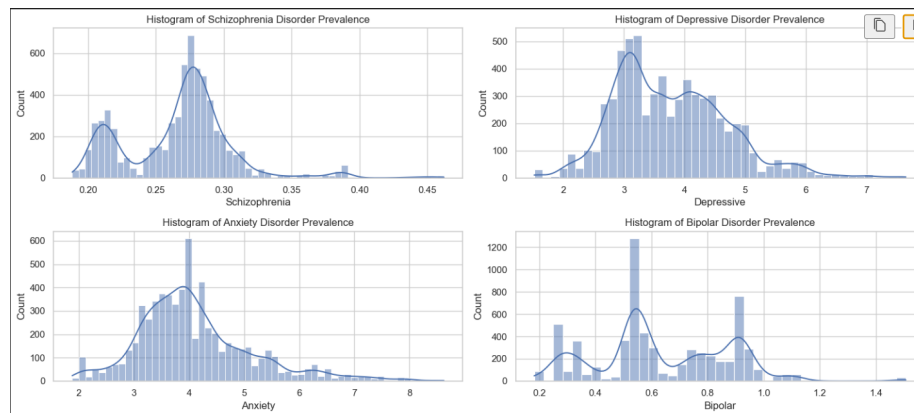 Histogram of Schizophrenia Disorder Prevalence
600
400
200
0
Count
0.20 0.25 0.30 0.35 0.40 0.45
Schizophrenia
Histogram of Depressive Disorder Prevalence
500
400
300
200
100
0
Count
2 3 4 5 6 7
Depressive
Histogram of Anxiety Disorder Prevalence
600
500
400
300
200
100
0
Count
2 3 4 5 6 7 8
Anxiety
Histogram of Bipolar Disorder Prevalence
1200
1000
800
600
400
200
0
Count
0.2 0.4 0.6 0.8 1.0 1.2 1.4
Bipolar